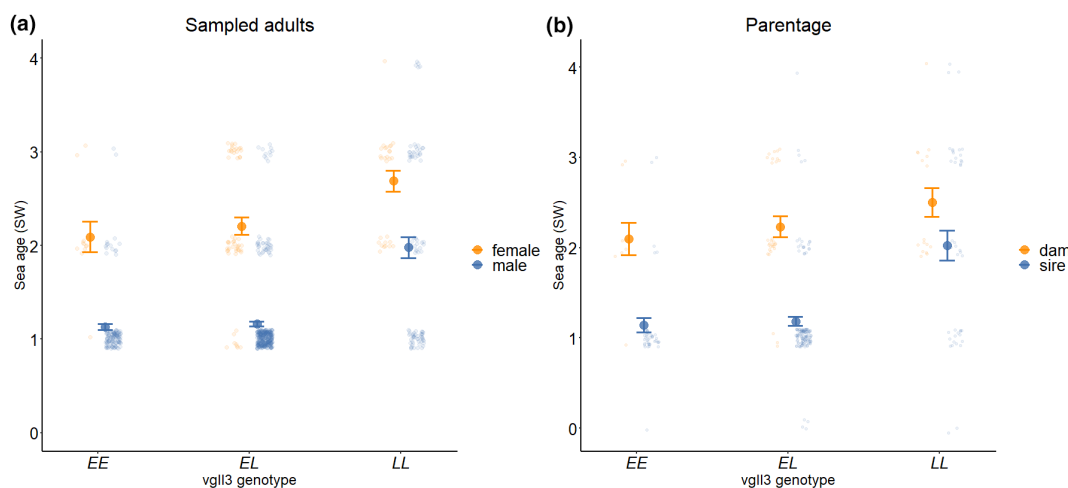 (a)
Sampled adults
4
3
2
1
0
Sea age (SW)
EE
EL
LL
vgll3 genotype
female
male
(b)
Parentage
4
3
2
1
0
Sea age (SW)
EE
EL
LL
vgll3 genotype
dam
sire